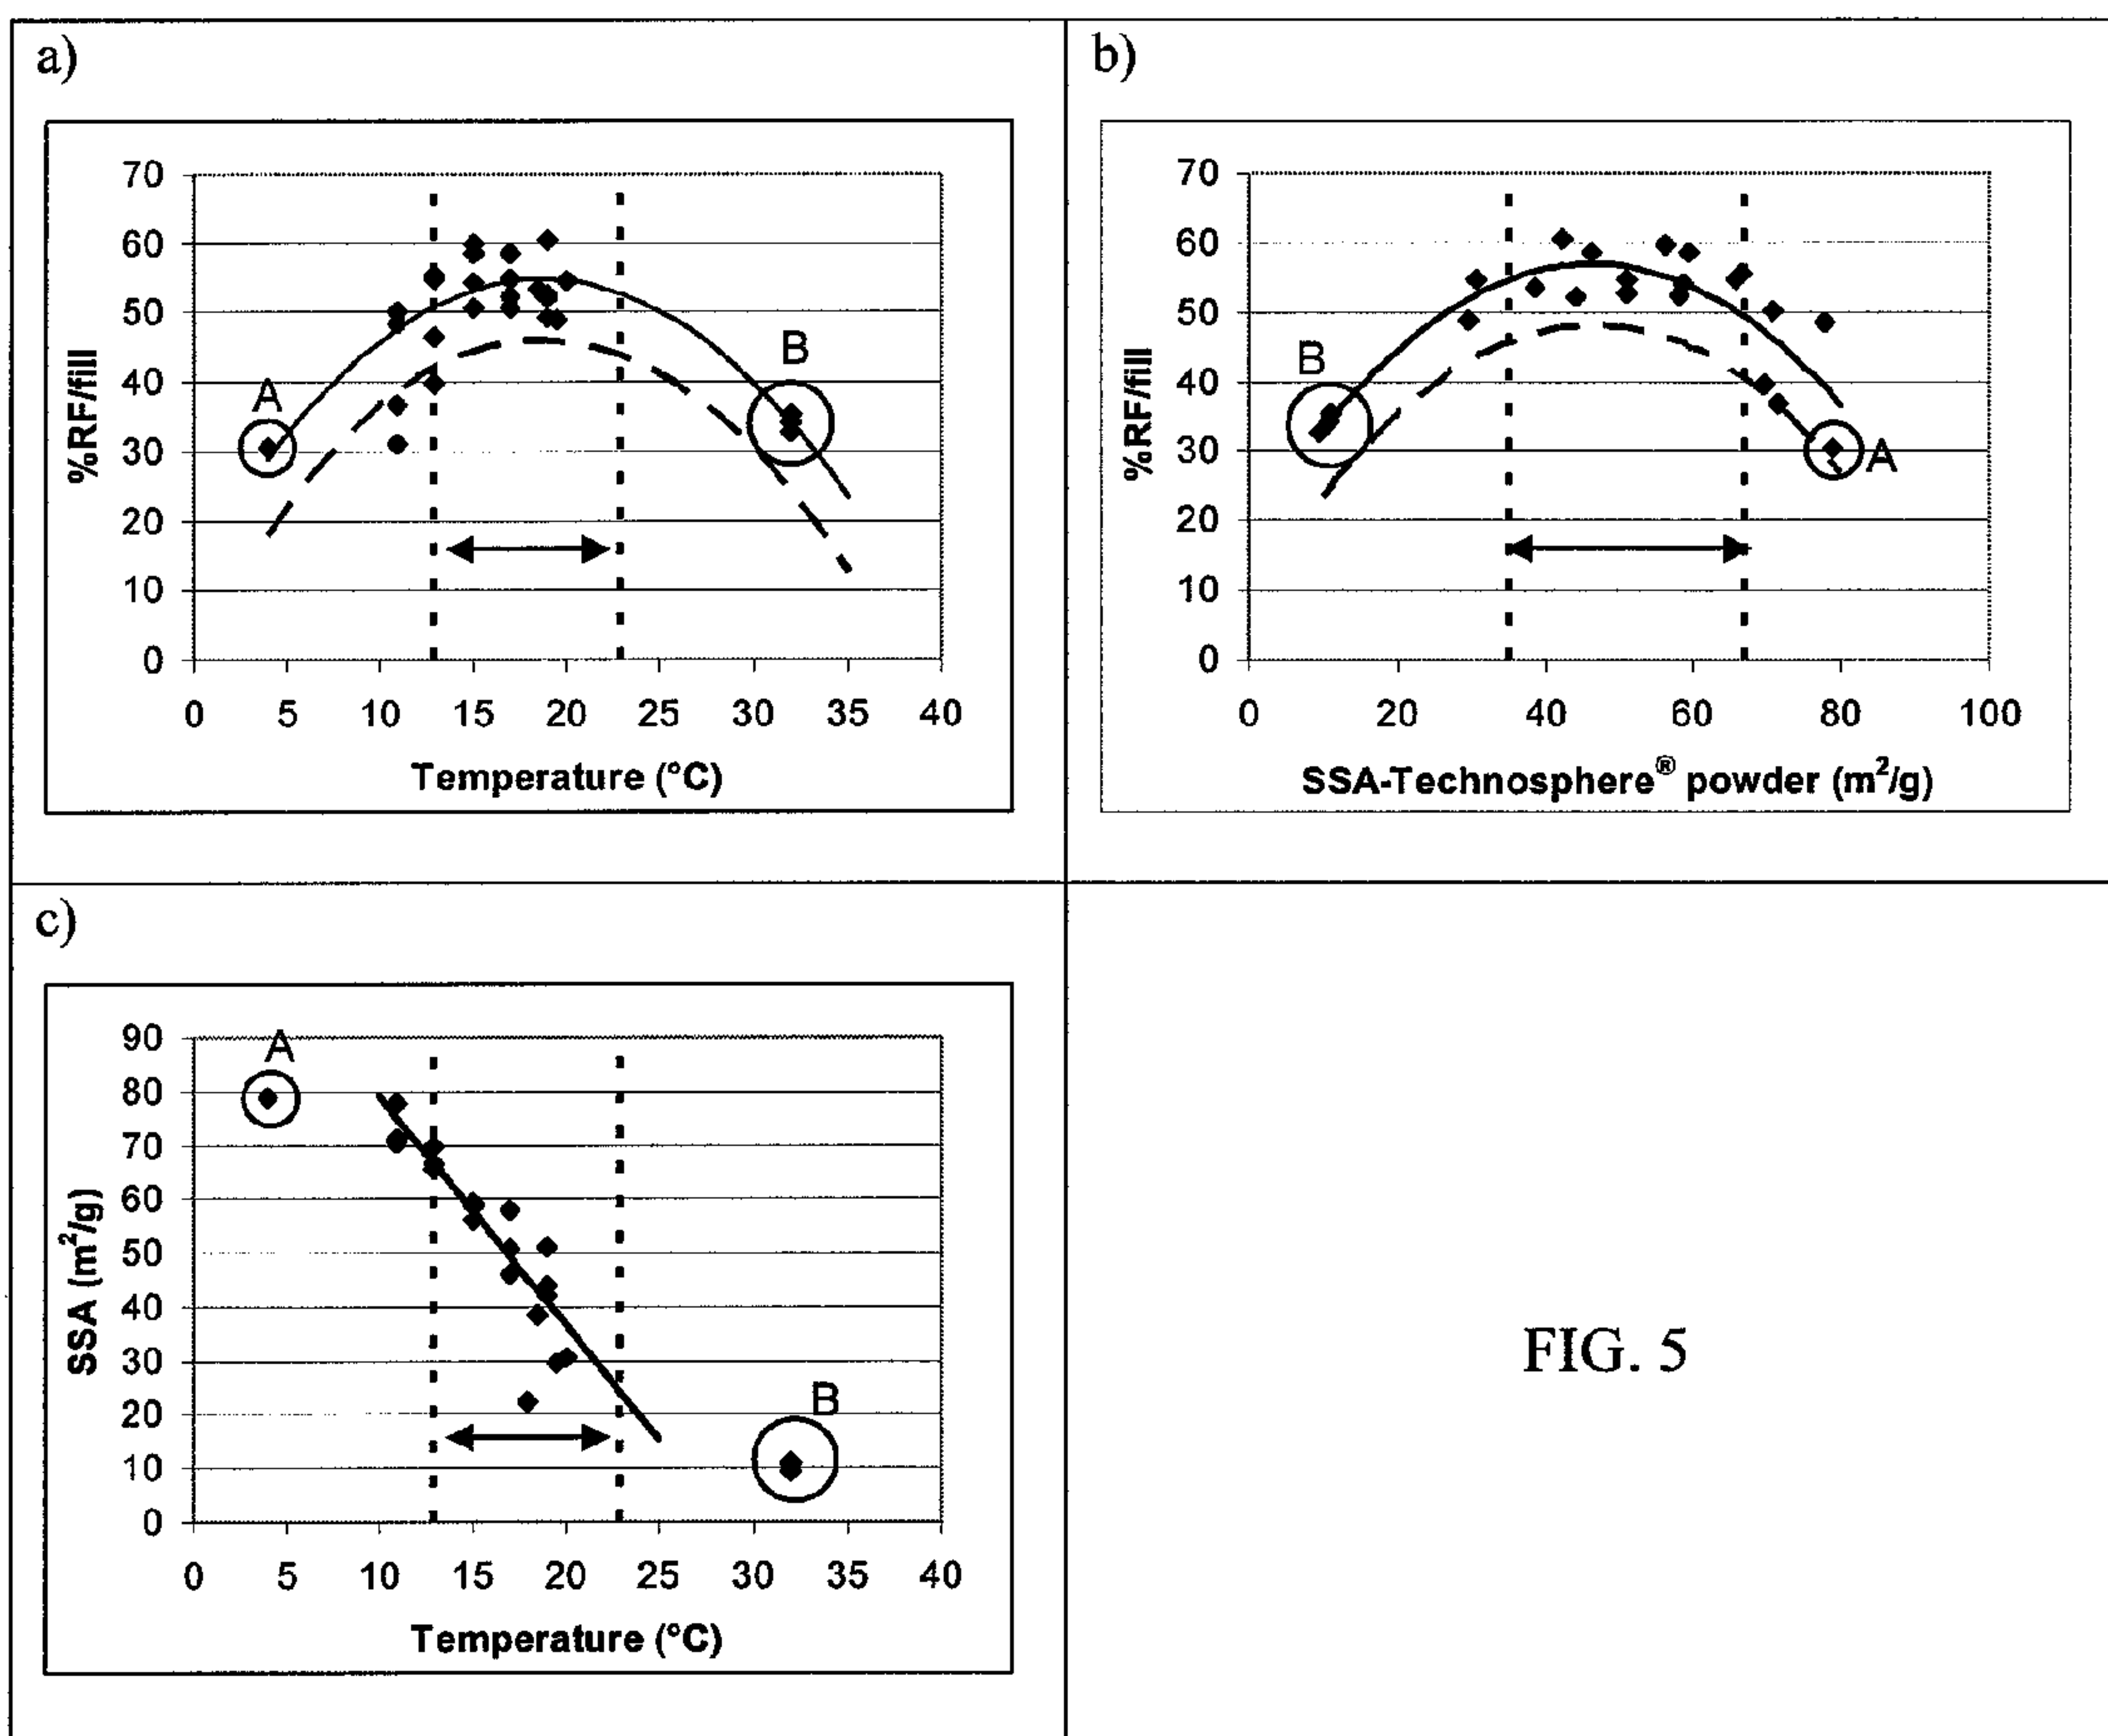 a)
70
60
50
40
30
20
10
0
%RF/fill
A
B
0 5 10 15 20 25 30 35 40
Temperature (°C)
b)
70
60
50
40
30
20
10
0
%RF/fill
B
A
0 20 40 60 80 100
SSA-Technosphere® powder (m²/g)
c)
90
80
70
60
50
40
30
20
10
0
SSA (m²/g)
A
B
0 5 10 15 20 25 30 35 40
Temperature (°C)
FIG. 5